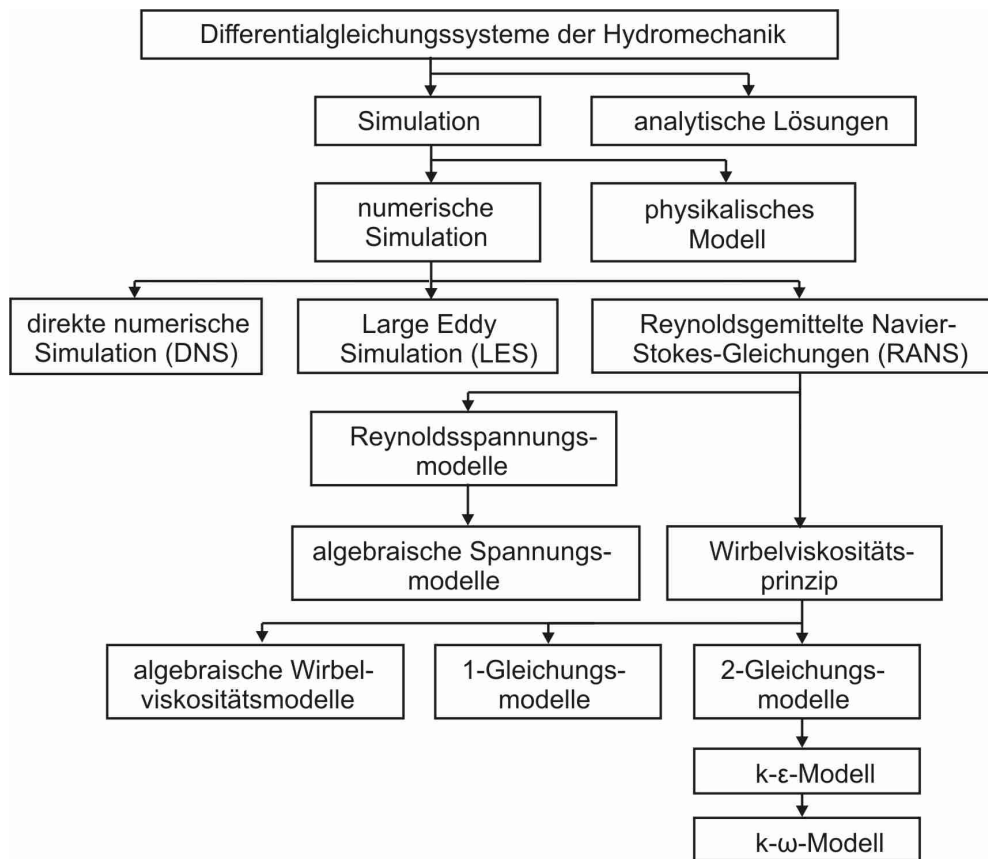 Differentialgleichungssysteme der Hydromechanik
Simulation
analytische Lösungen
numerische
Simulation
physikalisches
Modell
direkte numerische
Simulation (DNS)
Large Eddy
Simulation (LES)
Reynoldsgemittelte Navier-
Stokes-Gleichungen (RANS)
Reynoldsspannungs-
modelle
algebraische Spannungs-
modelle
Wirbelviskositäts-
prinzip
algebraische Wirbel-
viskositätsmodelle
1-Gleichungs-
modelle
2-Gleichungs-
modelle
k-ε-Modell
k-ω-Modell